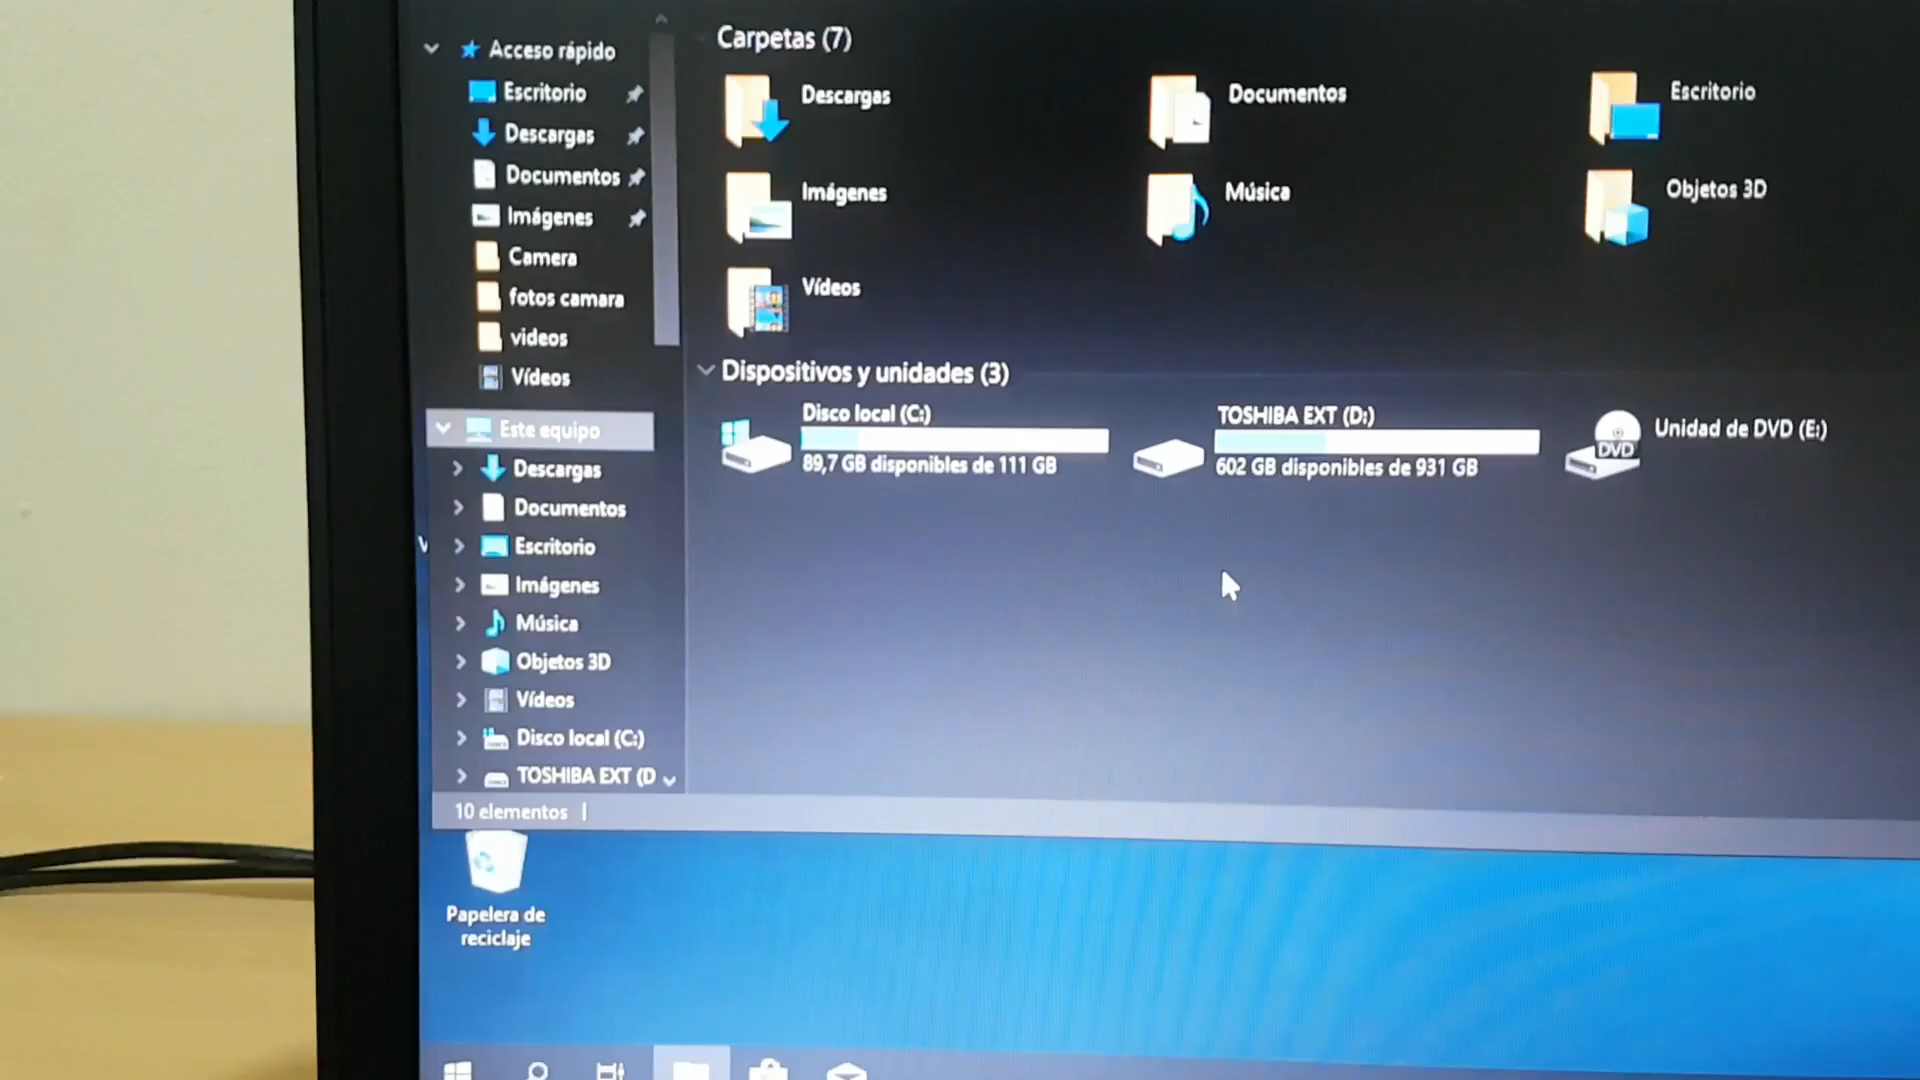 Acceso rápido
Escritorio
Descargas
Documentos
Imágenes
Camera
fotos camara
videos
Vídeos
Este equipo
Descargas
Documentos
Escritorio
Imágenes
Música
Objetos 3D
Vídeos
Disco local (C:)
TOSHIBA EXT (D
10 elementos
Carpetas (7)
Descargas
Documentos
Escritorio
Imágenes
Música
Objetos 3D
Vídeos
Dispositivos y unidades (3)
Disco local (C:)
89,7 GB disponibles de 111 GB
TOSHIBA EXT (D:)
602 GB disponibles de 931 GB
DVD
Unidad de DVD (E:)
Papelera de
reciclaje